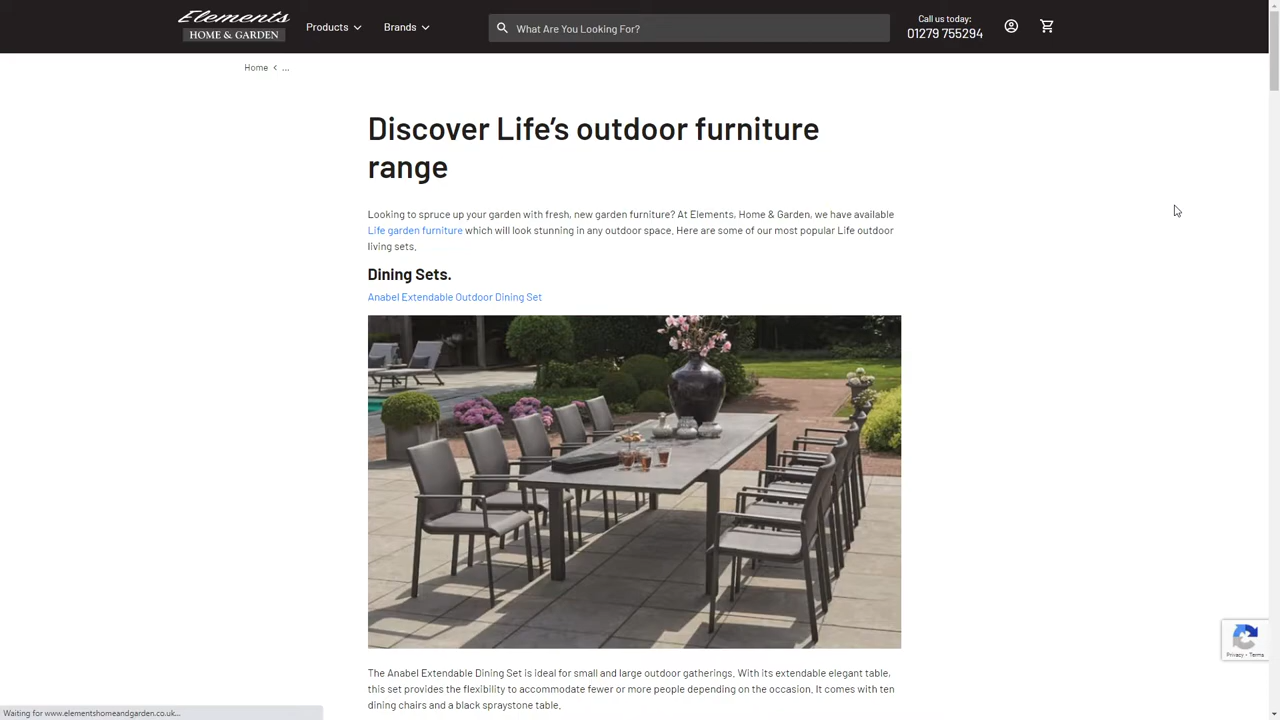 Elements
HOME & GARDEN
Products
Brands
What Are You Looking For?
Call us today:
01279 755294
Home < ...
Discover Life’s outdoor furniture
range
Looking to spruce up your garden with fresh, new garden furniture? At Elements, Home & Garden, we have available
Life garden furniture which will look stunning in any outdoor space. Here are some of our most popular Life outdoor
living sets.
Dining Sets.
Anabel Extendable Outdoor Dining Set
The Anabel Extendable Dining Set is ideal for small and large outdoor gatherings. With its extendable elegant table,
this set provides the flexibility to accommodate fewer or more people depending on the occasion. It comes with ten
dining chairs and a black spraystone table.
Privacy - Terms
Waiting for www.elementshomeandgarden.co.uk...